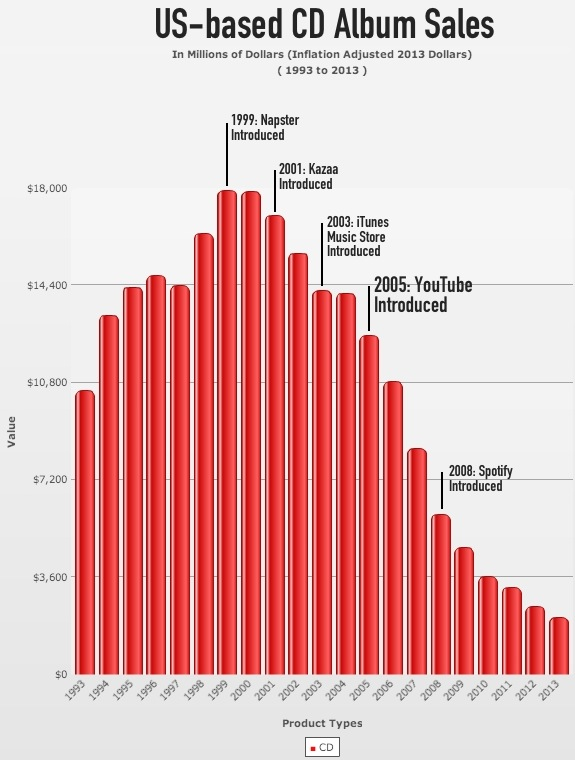 US-based CD Album Sales
In Millions of Dollars (Inflation Adjusted 2013 Dollars)
( 1993 to 2013 )
1999: Napster
Introduced
2001: Kazaa
Introduced
2003: iTunes
Music Store
Introduced
2005: YouTube
Introduced
2008: Spotify
Introduced
$18,000
$14,400
$10,800
$7,200
$3,600
$0
Value
1993
1994
1995
1996
1997
1998
1999
2000
2001
2002
2003
2004
2005
2006
2007
2008
2009
2010
2011
2012
2013
Product Types
CD